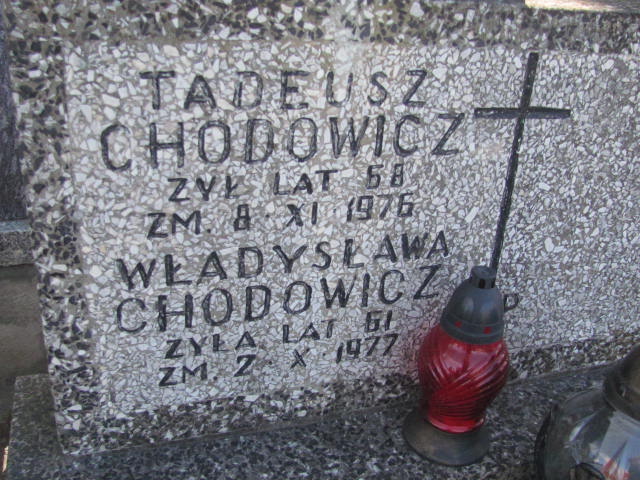 TADEUSZ
CHODOWICZ
ŻYŁ LAT 68
ZM. 8 · XI · 1976
WŁADYSŁAWA
CHODOWICZ
ŻYŁA LAT 61
ZM. 2 · X · 1977